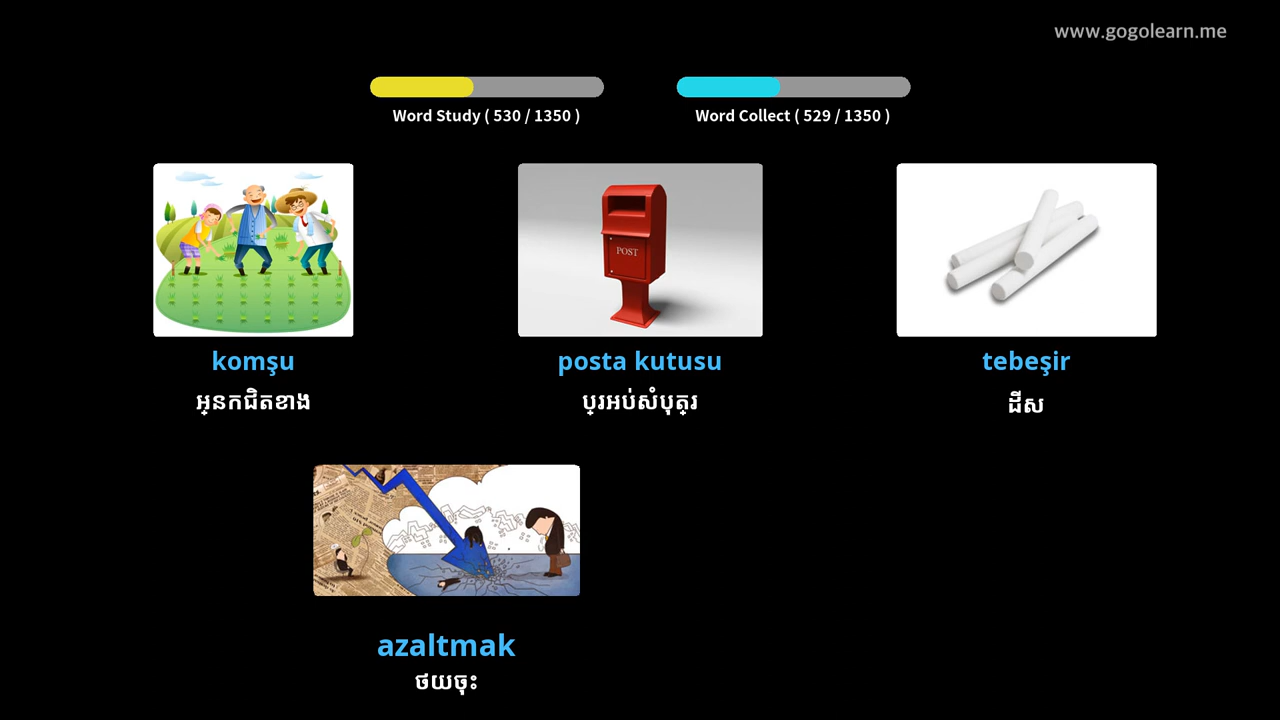 www.gogolearn.me
Word Study ( 530 / 1350 )
Word Collect ( 529 / 1350 )
POST
komşu
posta kutusu
tebeşir
អ្នកជិតខាង
ប្រអប់សំបុត្រ
ដីស
azaltmak
ថយចុះ